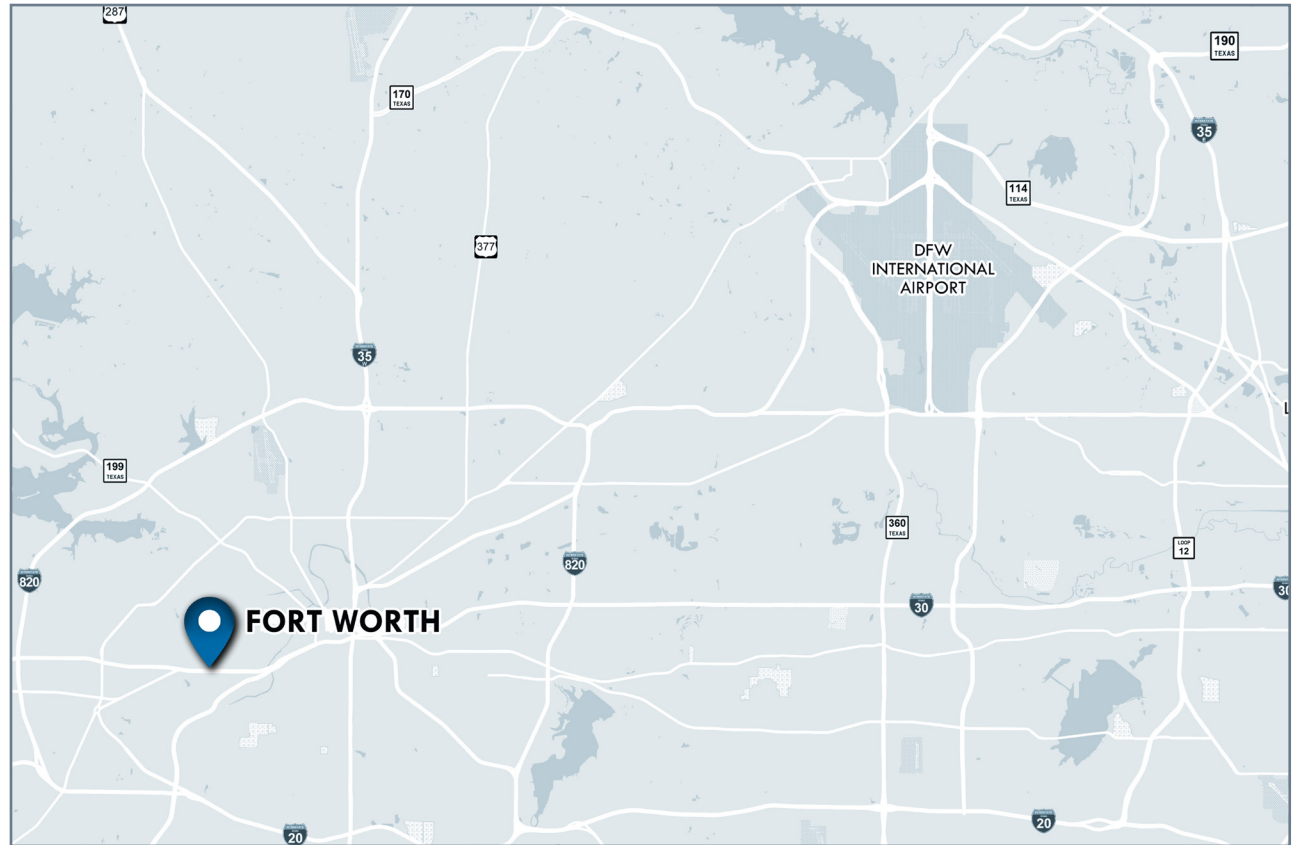 287
190
TEXAS
170
TEXAS
35
114
TEXAS
377
DFW
INTERNATIONAL
AIRPORT
35
L
199
TEXAS
360
TEXAS
LOOP
12
820
820
30
30
FORT WORTH
20
20